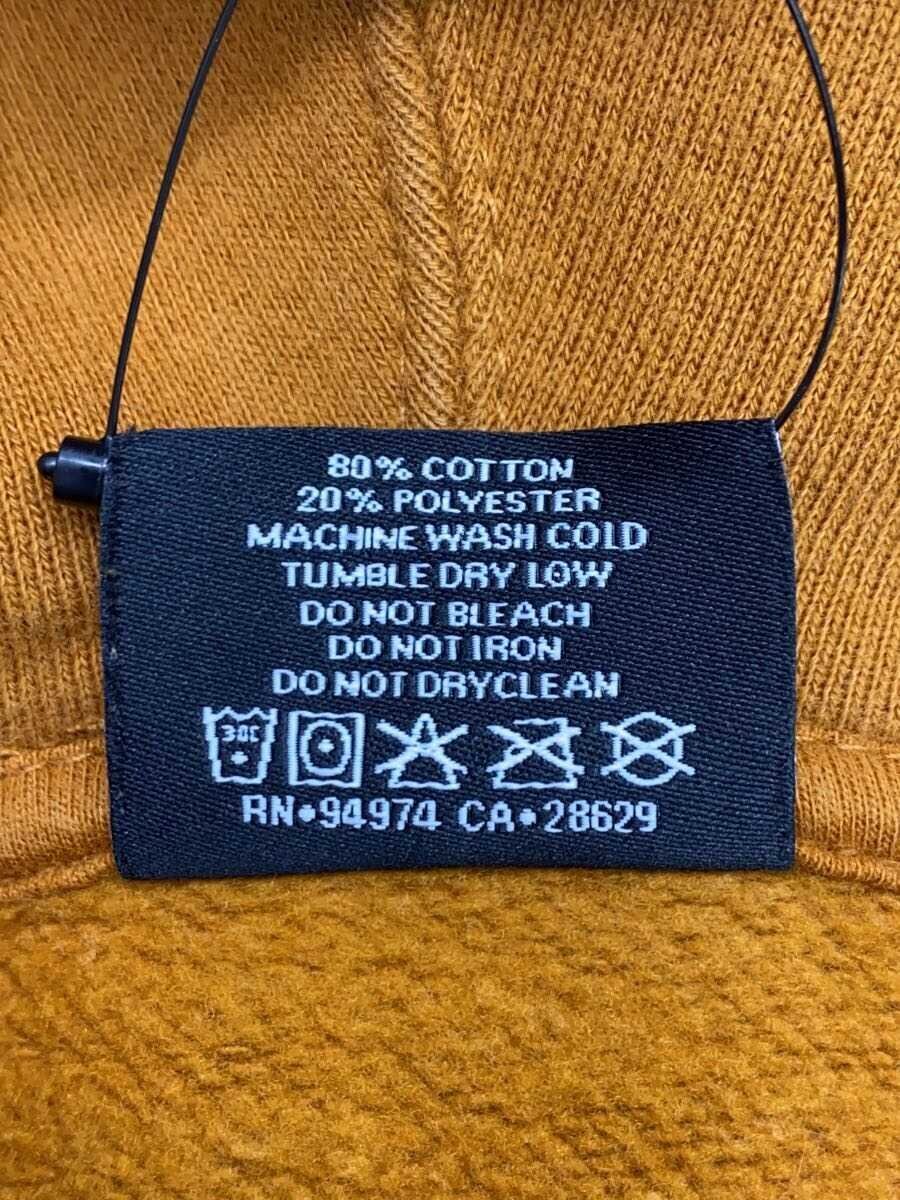 80% COTTON
20% POLYESTER
MACHINE WASH COLD
TUMBLE DRY LOW
DO NOT BLEACH
DO NOT IRON
DO NOT DRYCLEAN
30C
RN•94974 CA•28629